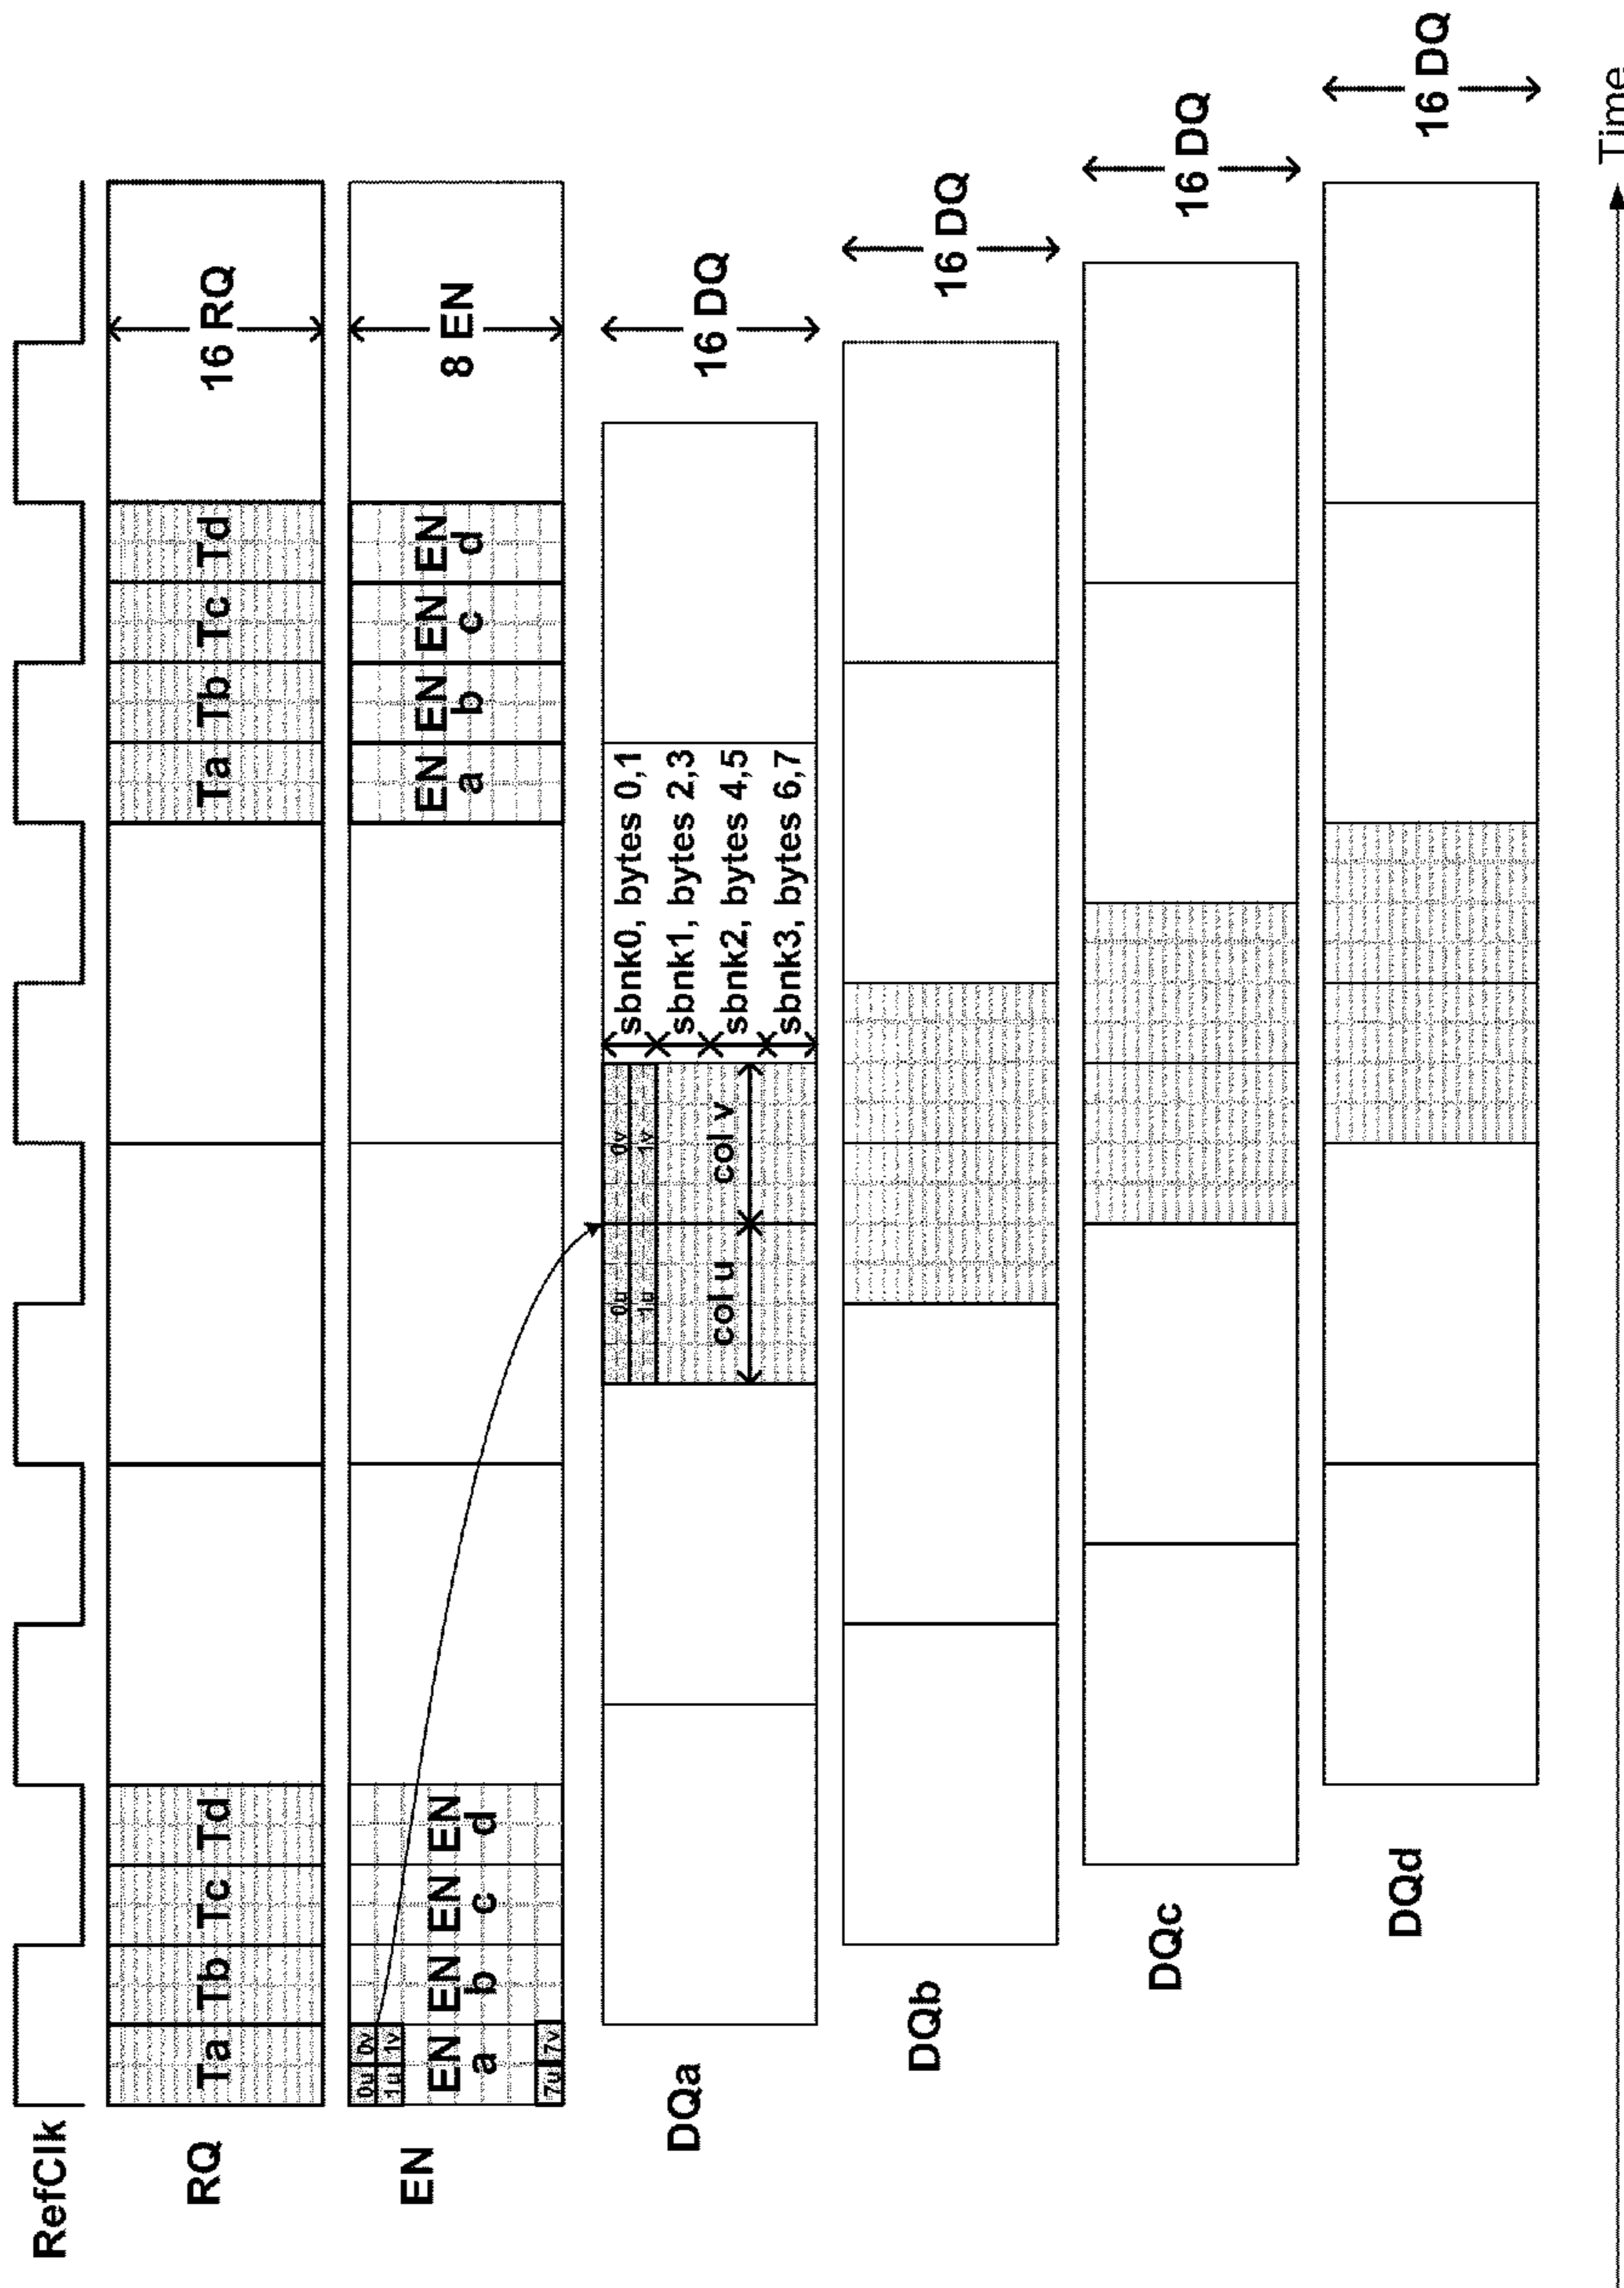 RefClk
RQ
Ta Tb Tc Td
Ta Tb Tc Td
16 RQ
EN
0u 0v
1u 1v
7u 7v
EN a
EN b
EN c
EN d
EN a
EN b
EN c
EN d
8 EN
DQa
0u 0v
1u 1v
col u col v
sbnk0, bytes 0,1
sbnk1, bytes 2,3
sbnk2, bytes 4,5
sbnk3, bytes 6,7
16 DQ
DQb
16 DQ
DQc
16 DQ
DQd
16 DQ
Time